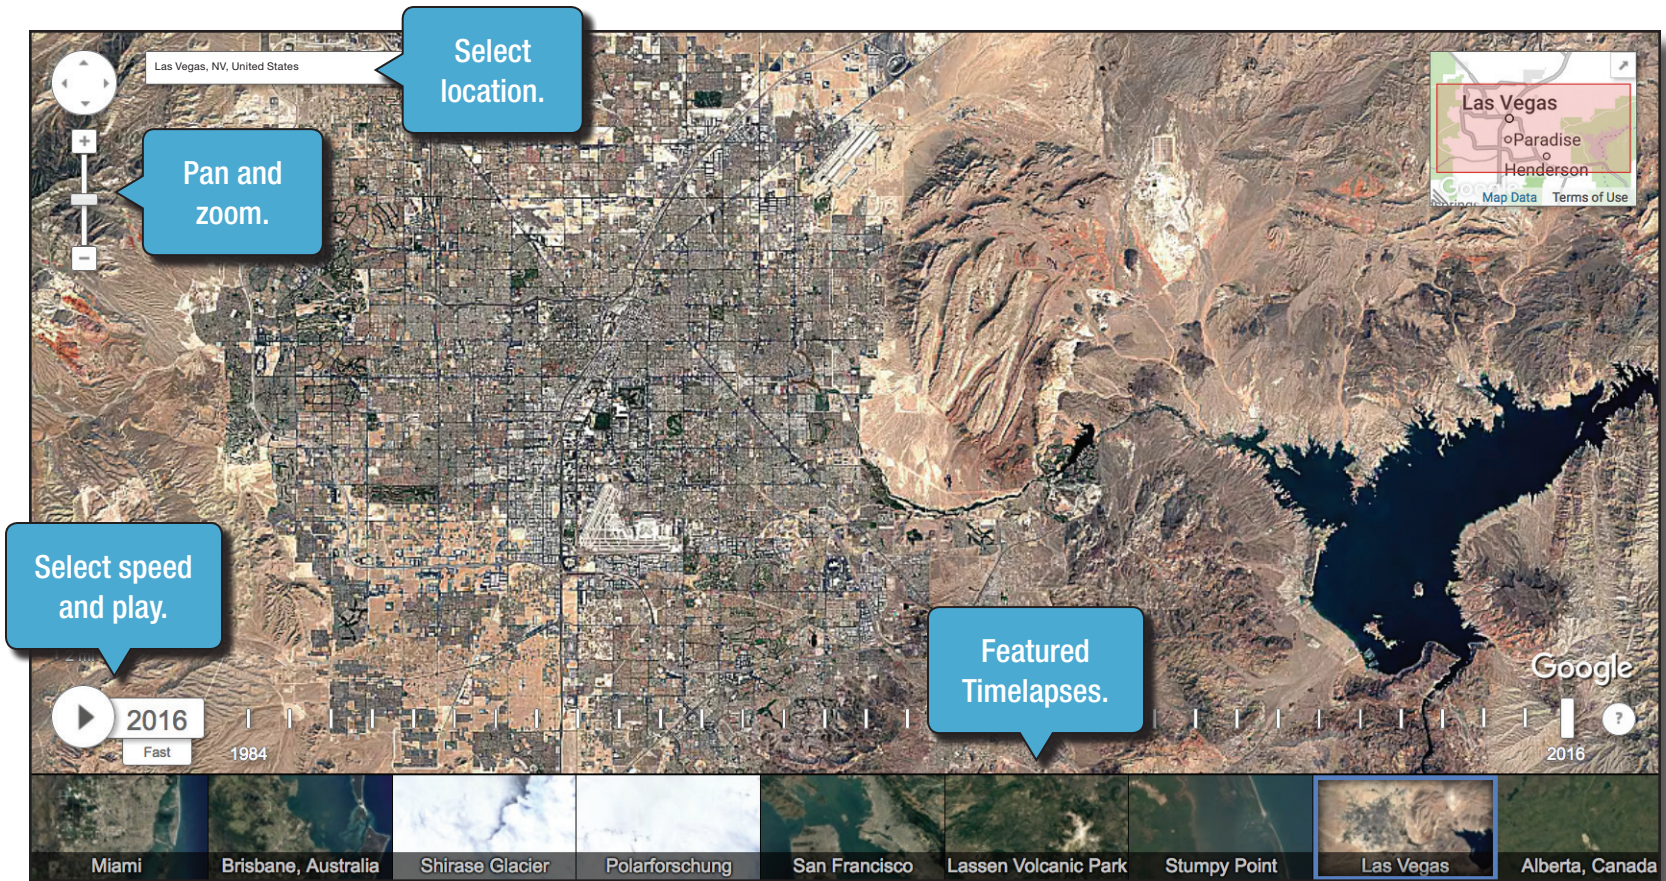 Select
location.
Las Vegas, NV, United States
Pan and
zoom.
Las Vegas
Paradise
Henderson
Google
Map Data
Terms of Use
Select speed
and play.
Featured
Timelapses.
Google
2016
Fast
1984
2016
?
Miami
Brisbane, Australia
Shirase Glacier
Polarforschung
San Francisco
Lassen Volcanic Park
Stumpy Point
Las Vegas
Alberta, Canada